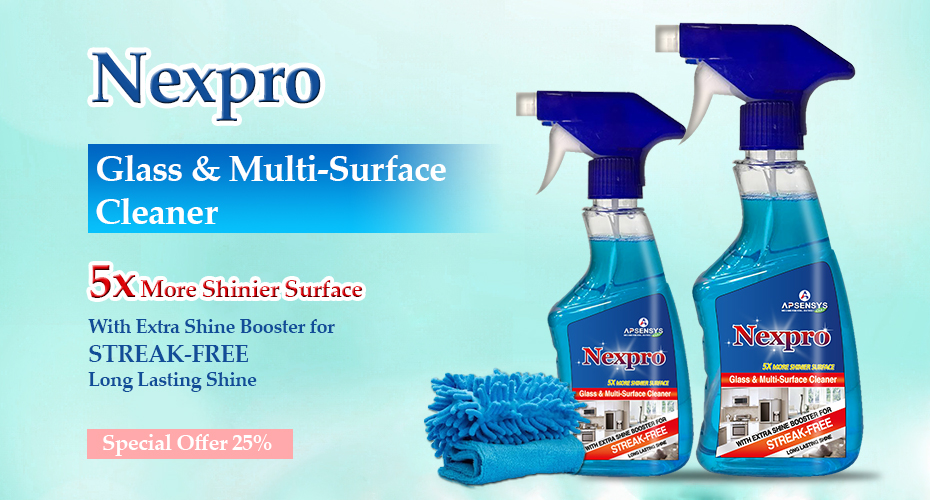 Nexpro
Glass & Multi-Surface
Cleaner
5x More Shinier Surface
With Extra Shine Booster for
STREAK-FREE
Long Lasting Shine
Special Offer 25%
APSENSYS
Nexpro
5X MORE SHINIER SURFACE
Glass & Multi-Surface Cleaner
WITH EXTRA SHINE BOOSTER FOR
STREAK-FREE
LONG LASTING SHINE
APSENSYS
Nexpro
5X MORE SHINIER SURFACE
Glass & Multi-Surface Cleaner
WITH EXTRA SHINE BOOSTER FOR
STREAK-FREE
LONG LASTING SHINE